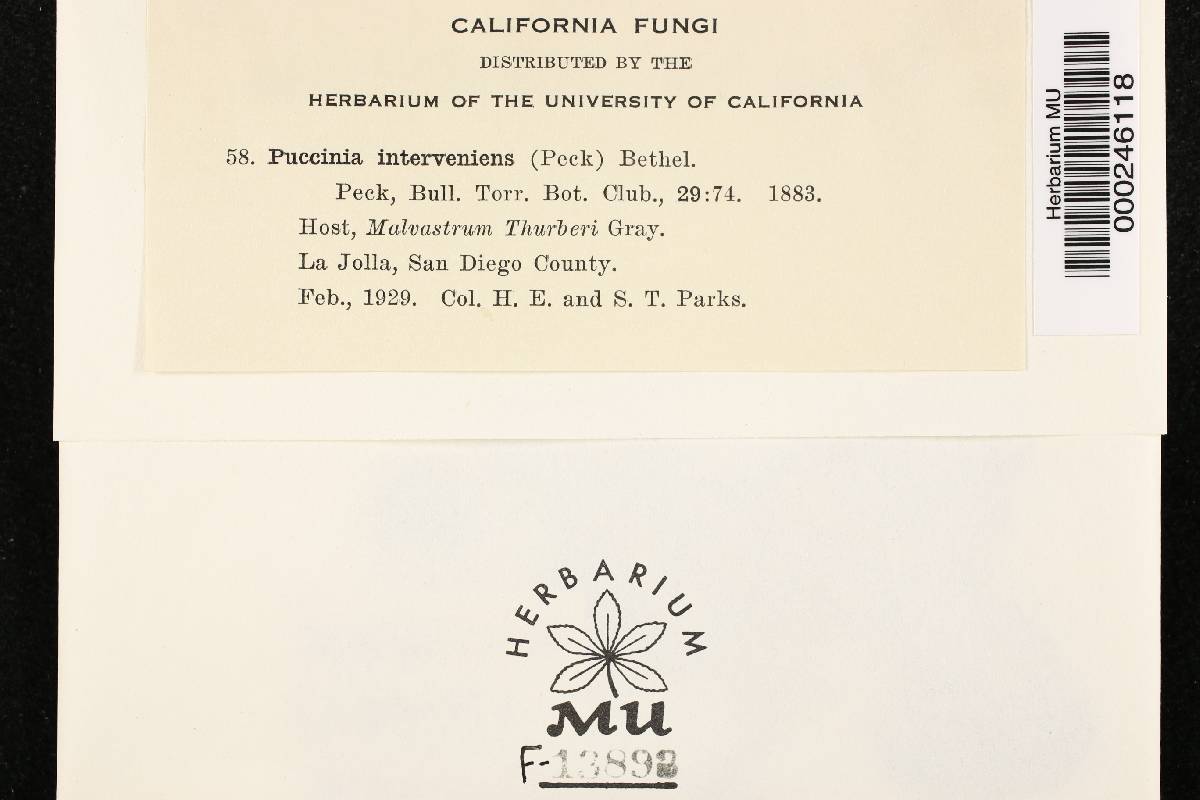 CALIFORNIA FUNGI
DISTRIBUTED BY THE
HERBARIUM OF THE UNIVERSITY OF CALIFORNIA
58. Puccinia interveniens (Peck) Bethel.
Peck, Bull. Torr. Bot. Club., 29:74. 1883.
Host, Malvastrum Thurberi Gray.
La Jolla, San Diego County.
Feb., 1929. Col. H. E. and S. T. Parks.
Herbarium MU
000246118
HERBARIUM
MU